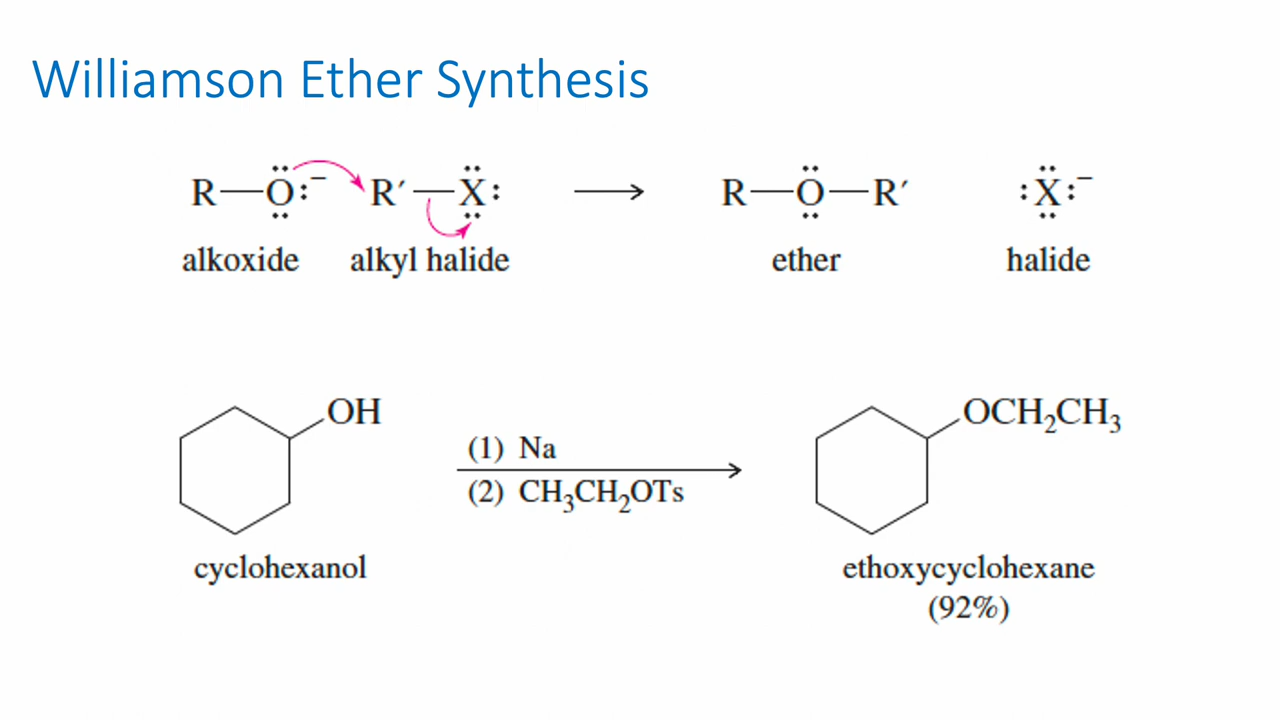 Williamson Ether Synthesis
R—Ö:⁻ R′—Ẍ: ⟶ R—Ö—R′ :Ẍ:⁻
alkoxide alkyl halide ether halide
OH OCH₂CH₃
(1) Na
(2) CH₃CH₂OTs
cyclohexanol ethoxycyclohexane
(92%)